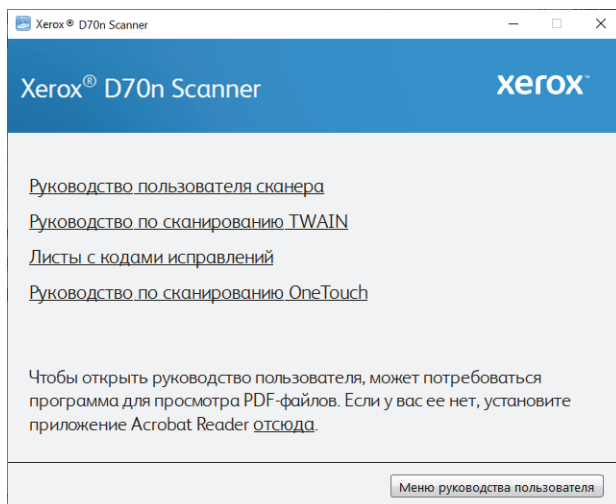 Xerox® D70n Scanner
Xerox® D70n Scanner
xerox™
Руководство пользователя сканера
Руководство по сканированию TWAIN
Листы с кодами исправлений
Руководство по сканированию OneTouch
Чтобы открыть руководство пользователя, может потребоваться
программа для просмотра PDF-файлов. Если у вас ее нет, установите
приложение Acrobat Reader отсюда.
Меню руководства пользователя